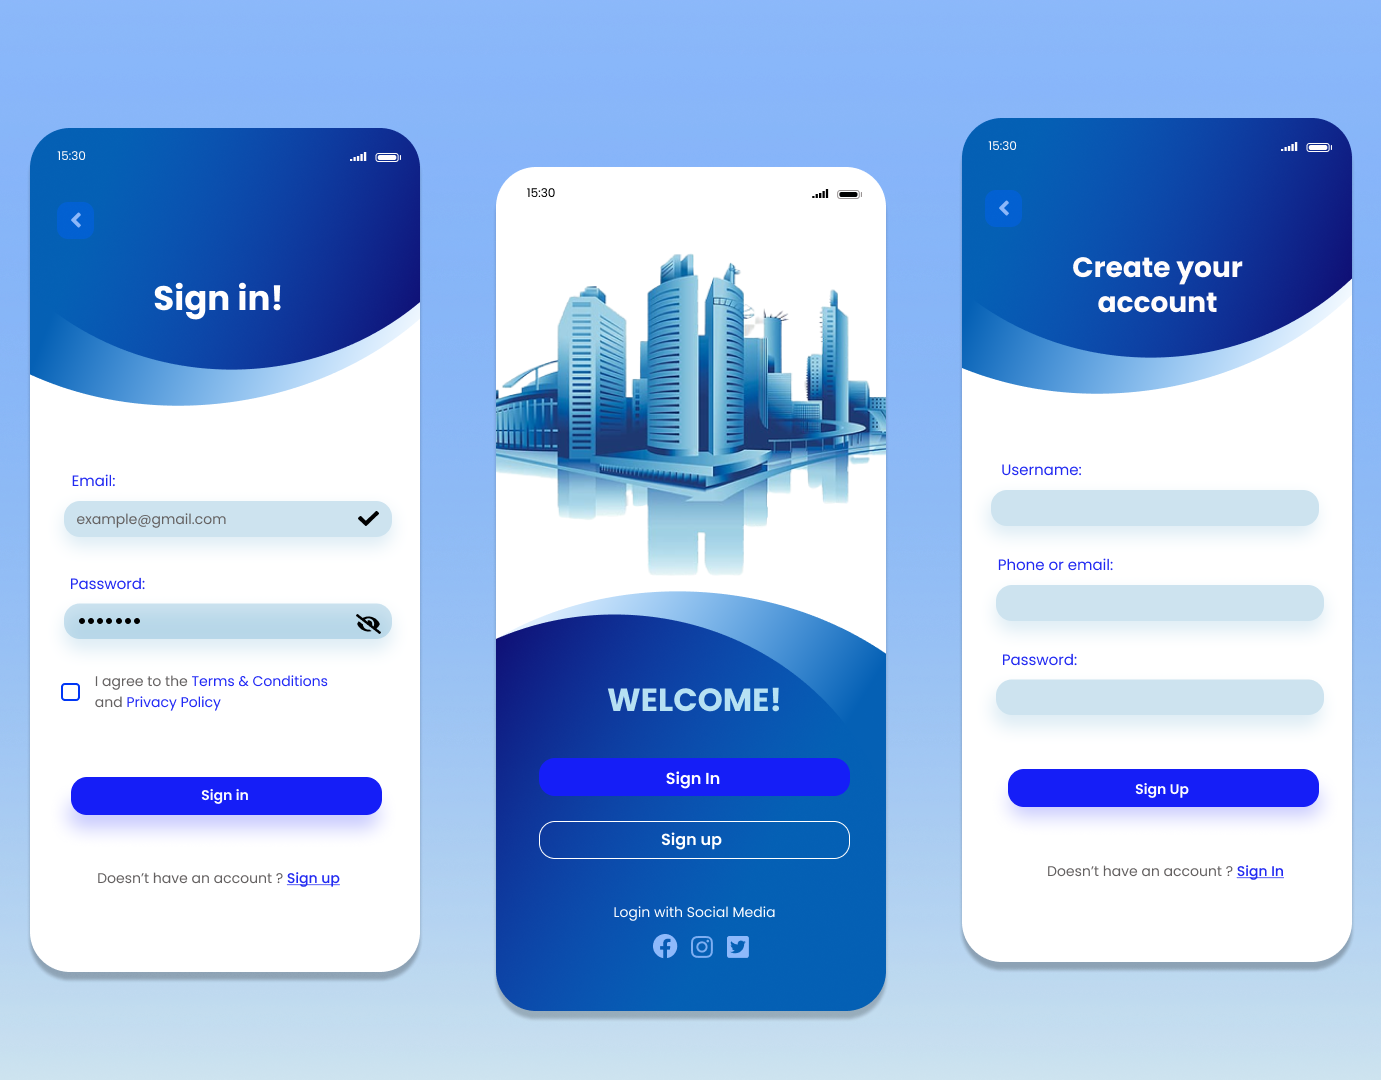 15:30
Sign in!
Email:
example@gmail.com
Password:
I agree to the Terms & Conditions
and Privacy Policy
Sign in
Doesn't have an account ? Sign up
15:30
WELCOME!
Sign In
Sign up
Login with Social Media
15:30
Create your
account
Username:
Phone or email:
Password:
Sign Up
Doesn't have an account ? Sign In